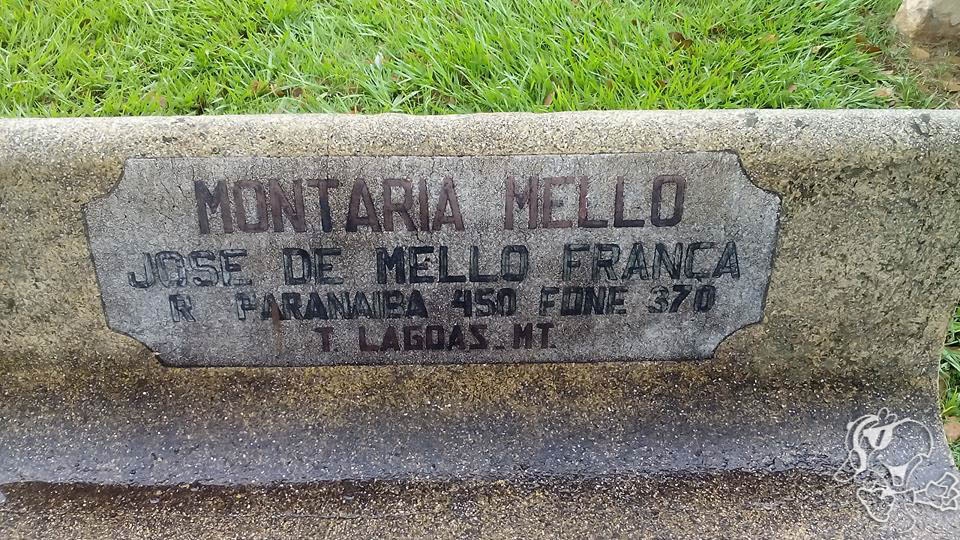 MONTARIA MELLO
JOSE DE MELLO FRANCA
R PARANAIBA 450 FONE 370
T. LAGOAS-MT.